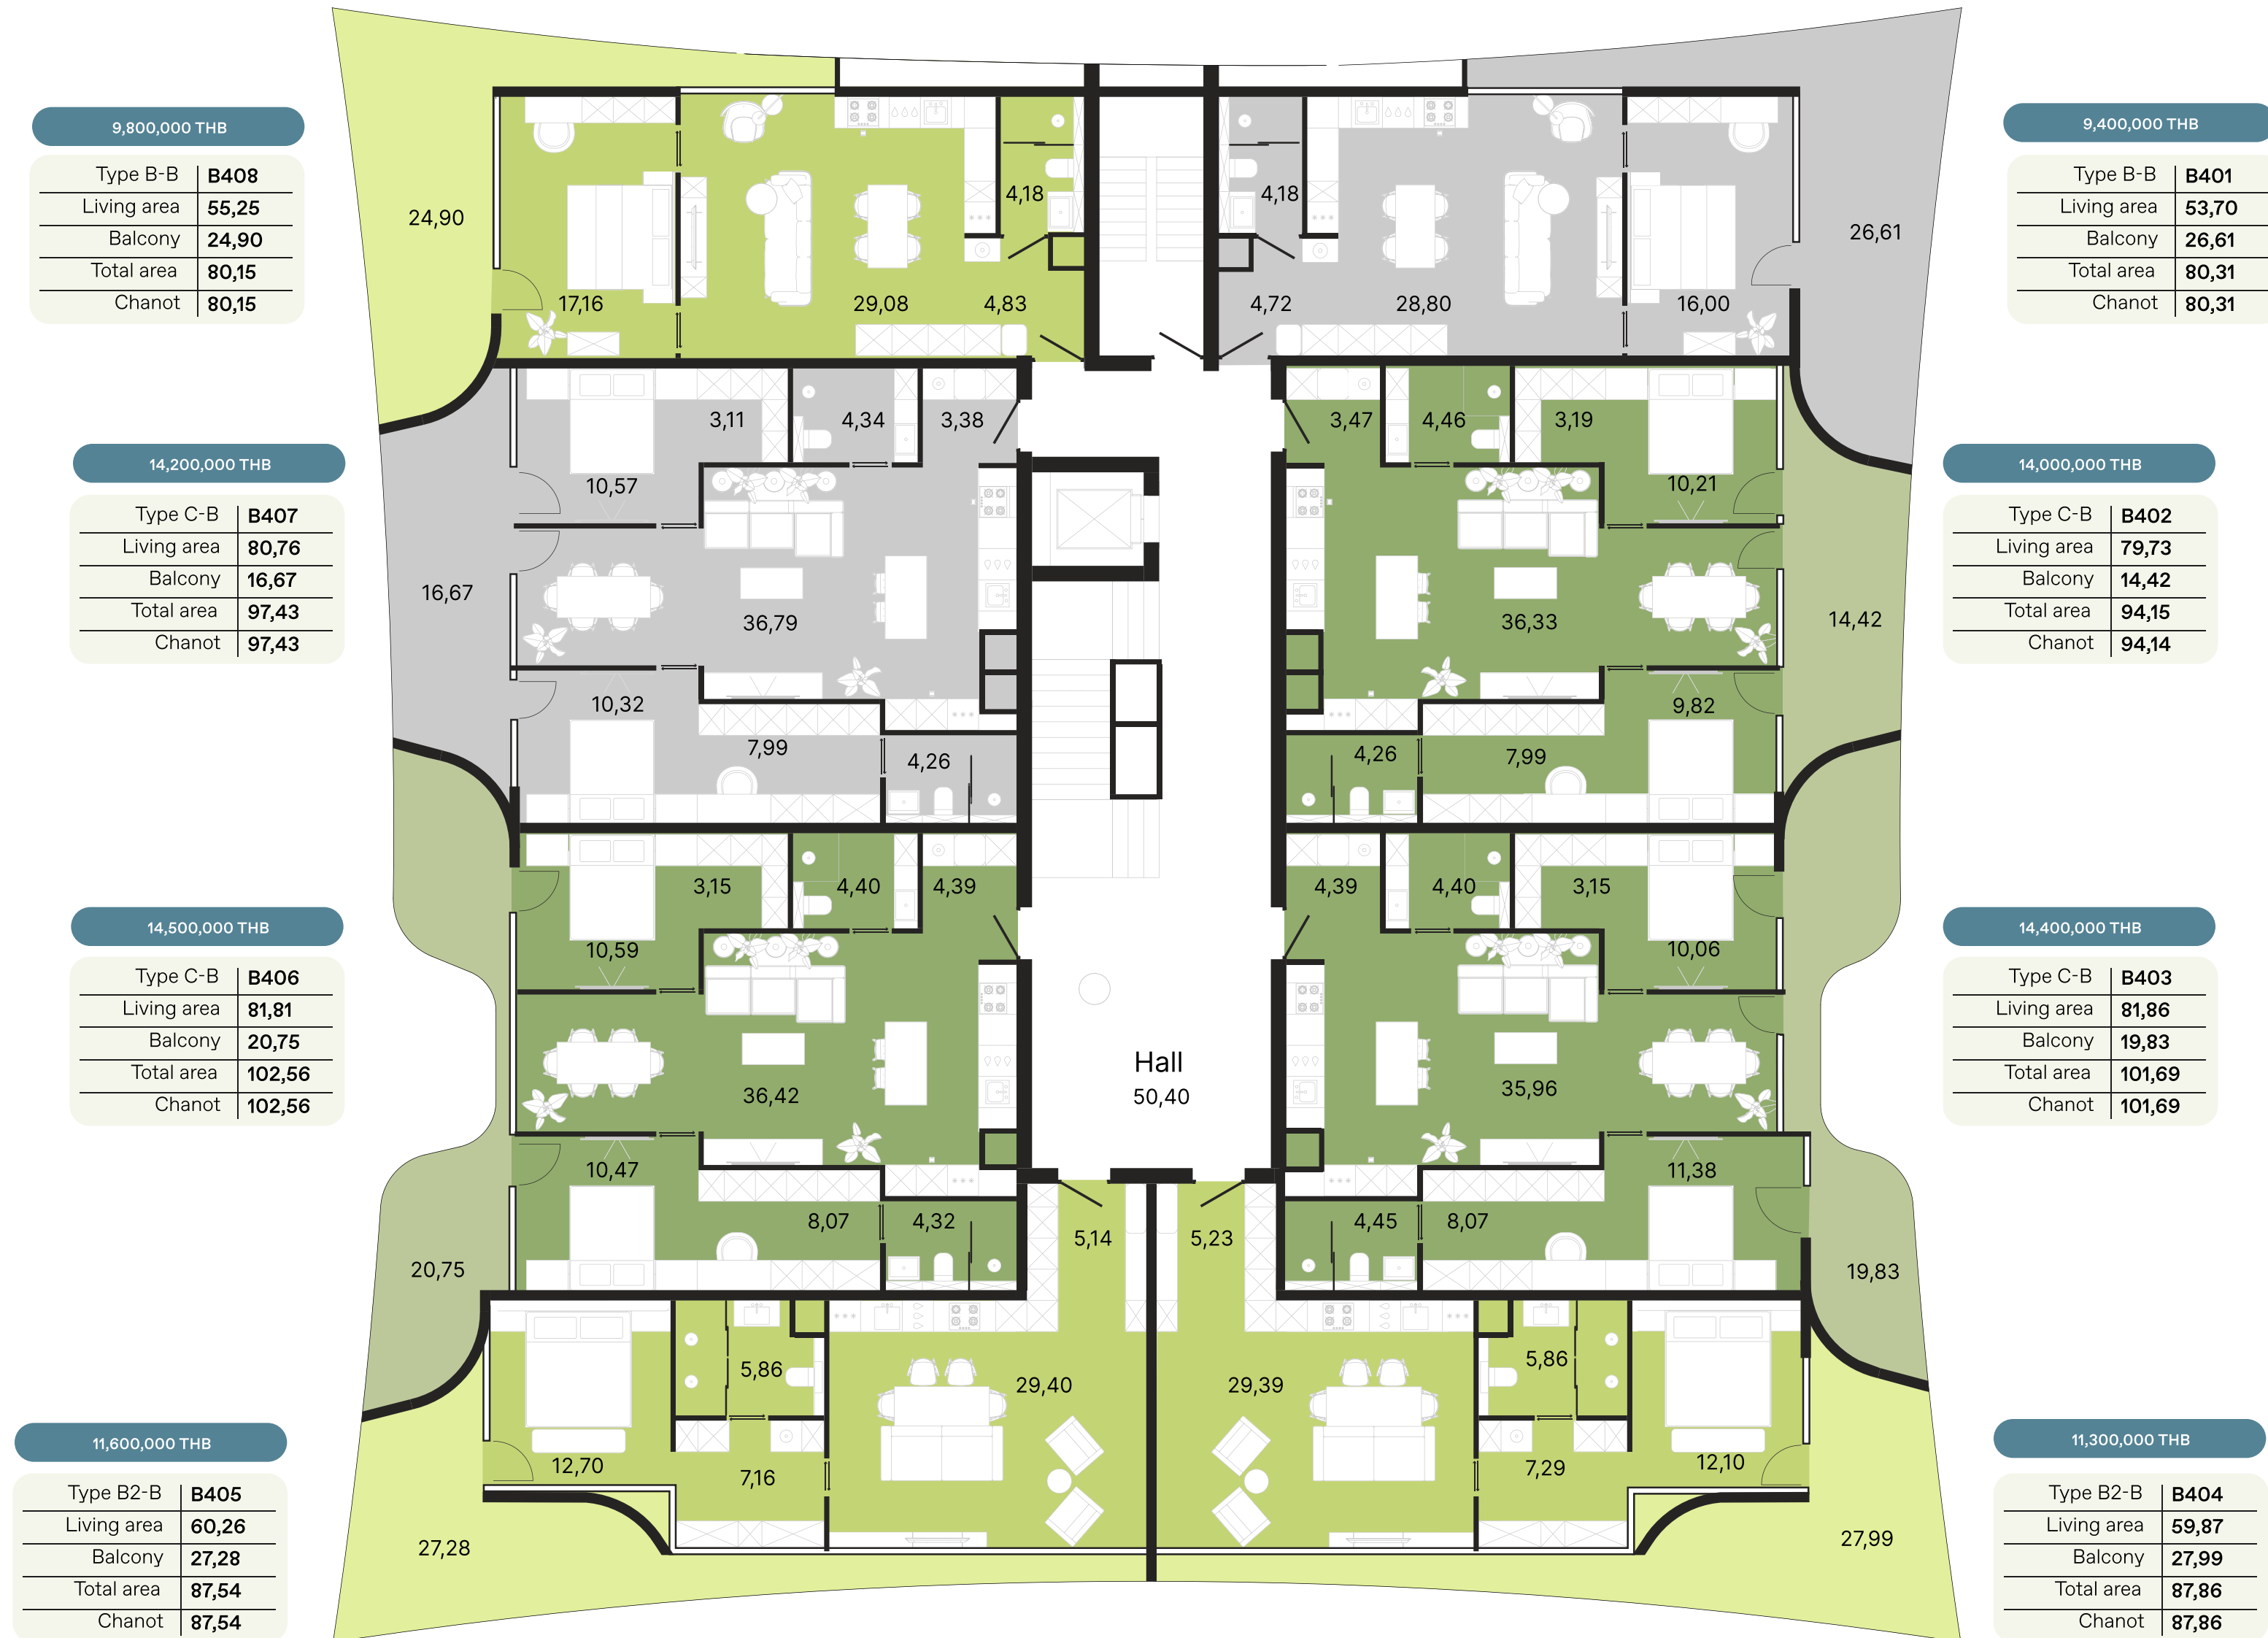 9,800,000 THB
Type B-B B408
Living area 55,25
Balcony 24,90
Total area 80,15
Chanot 80,15
14,200,000 THB
Type C-B B407
Living area 80,76
Balcony 16,67
Total area 97,43
Chanot 97,43
14,500,000 THB
Type C-B B406
Living area 81,81
Balcony 20,75
Total area 102,56
Chanot 102,56
11,600,000 THB
Type B2-B B405
Living area 60,26
Balcony 27,28
Total area 87,54
Chanot 87,54
24,90
17,16
29,08
4,83
4,18
4,18
4,72
28,80
16,00
26,61
3,11
4,34
3,38
10,57
16,67
36,79
10,32
7,99
4,26
3,47
4,46
3,19
10,21
36,33
14,42
9,82
4,26
7,99
3,15
4,40
4,39
10,59
36,42
10,47
8,07
4,32
20,75
Hall
50,40
4,39
4,40
3,15
10,06
35,96
11,38
4,45
8,07
19,83
5,14
5,23
5,86
29,40
12,70
7,16
27,28
29,39
5,86
7,29
12,10
27,99
9,400,000 THB
Type B-B B401
Living area 53,70
Balcony 26,61
Total area 80,31
Chanot 80,31
14,000,000 THB
Type C-B B402
Living area 79,73
Balcony 14,42
Total area 94,15
Chanot 94,14
14,400,000 THB
Type C-B B403
Living area 81,86
Balcony 19,83
Total area 101,69
Chanot 101,69
11,300,000 THB
Type B2-B B404
Living area 59,87
Balcony 27,99
Total area 87,86
Chanot 87,86